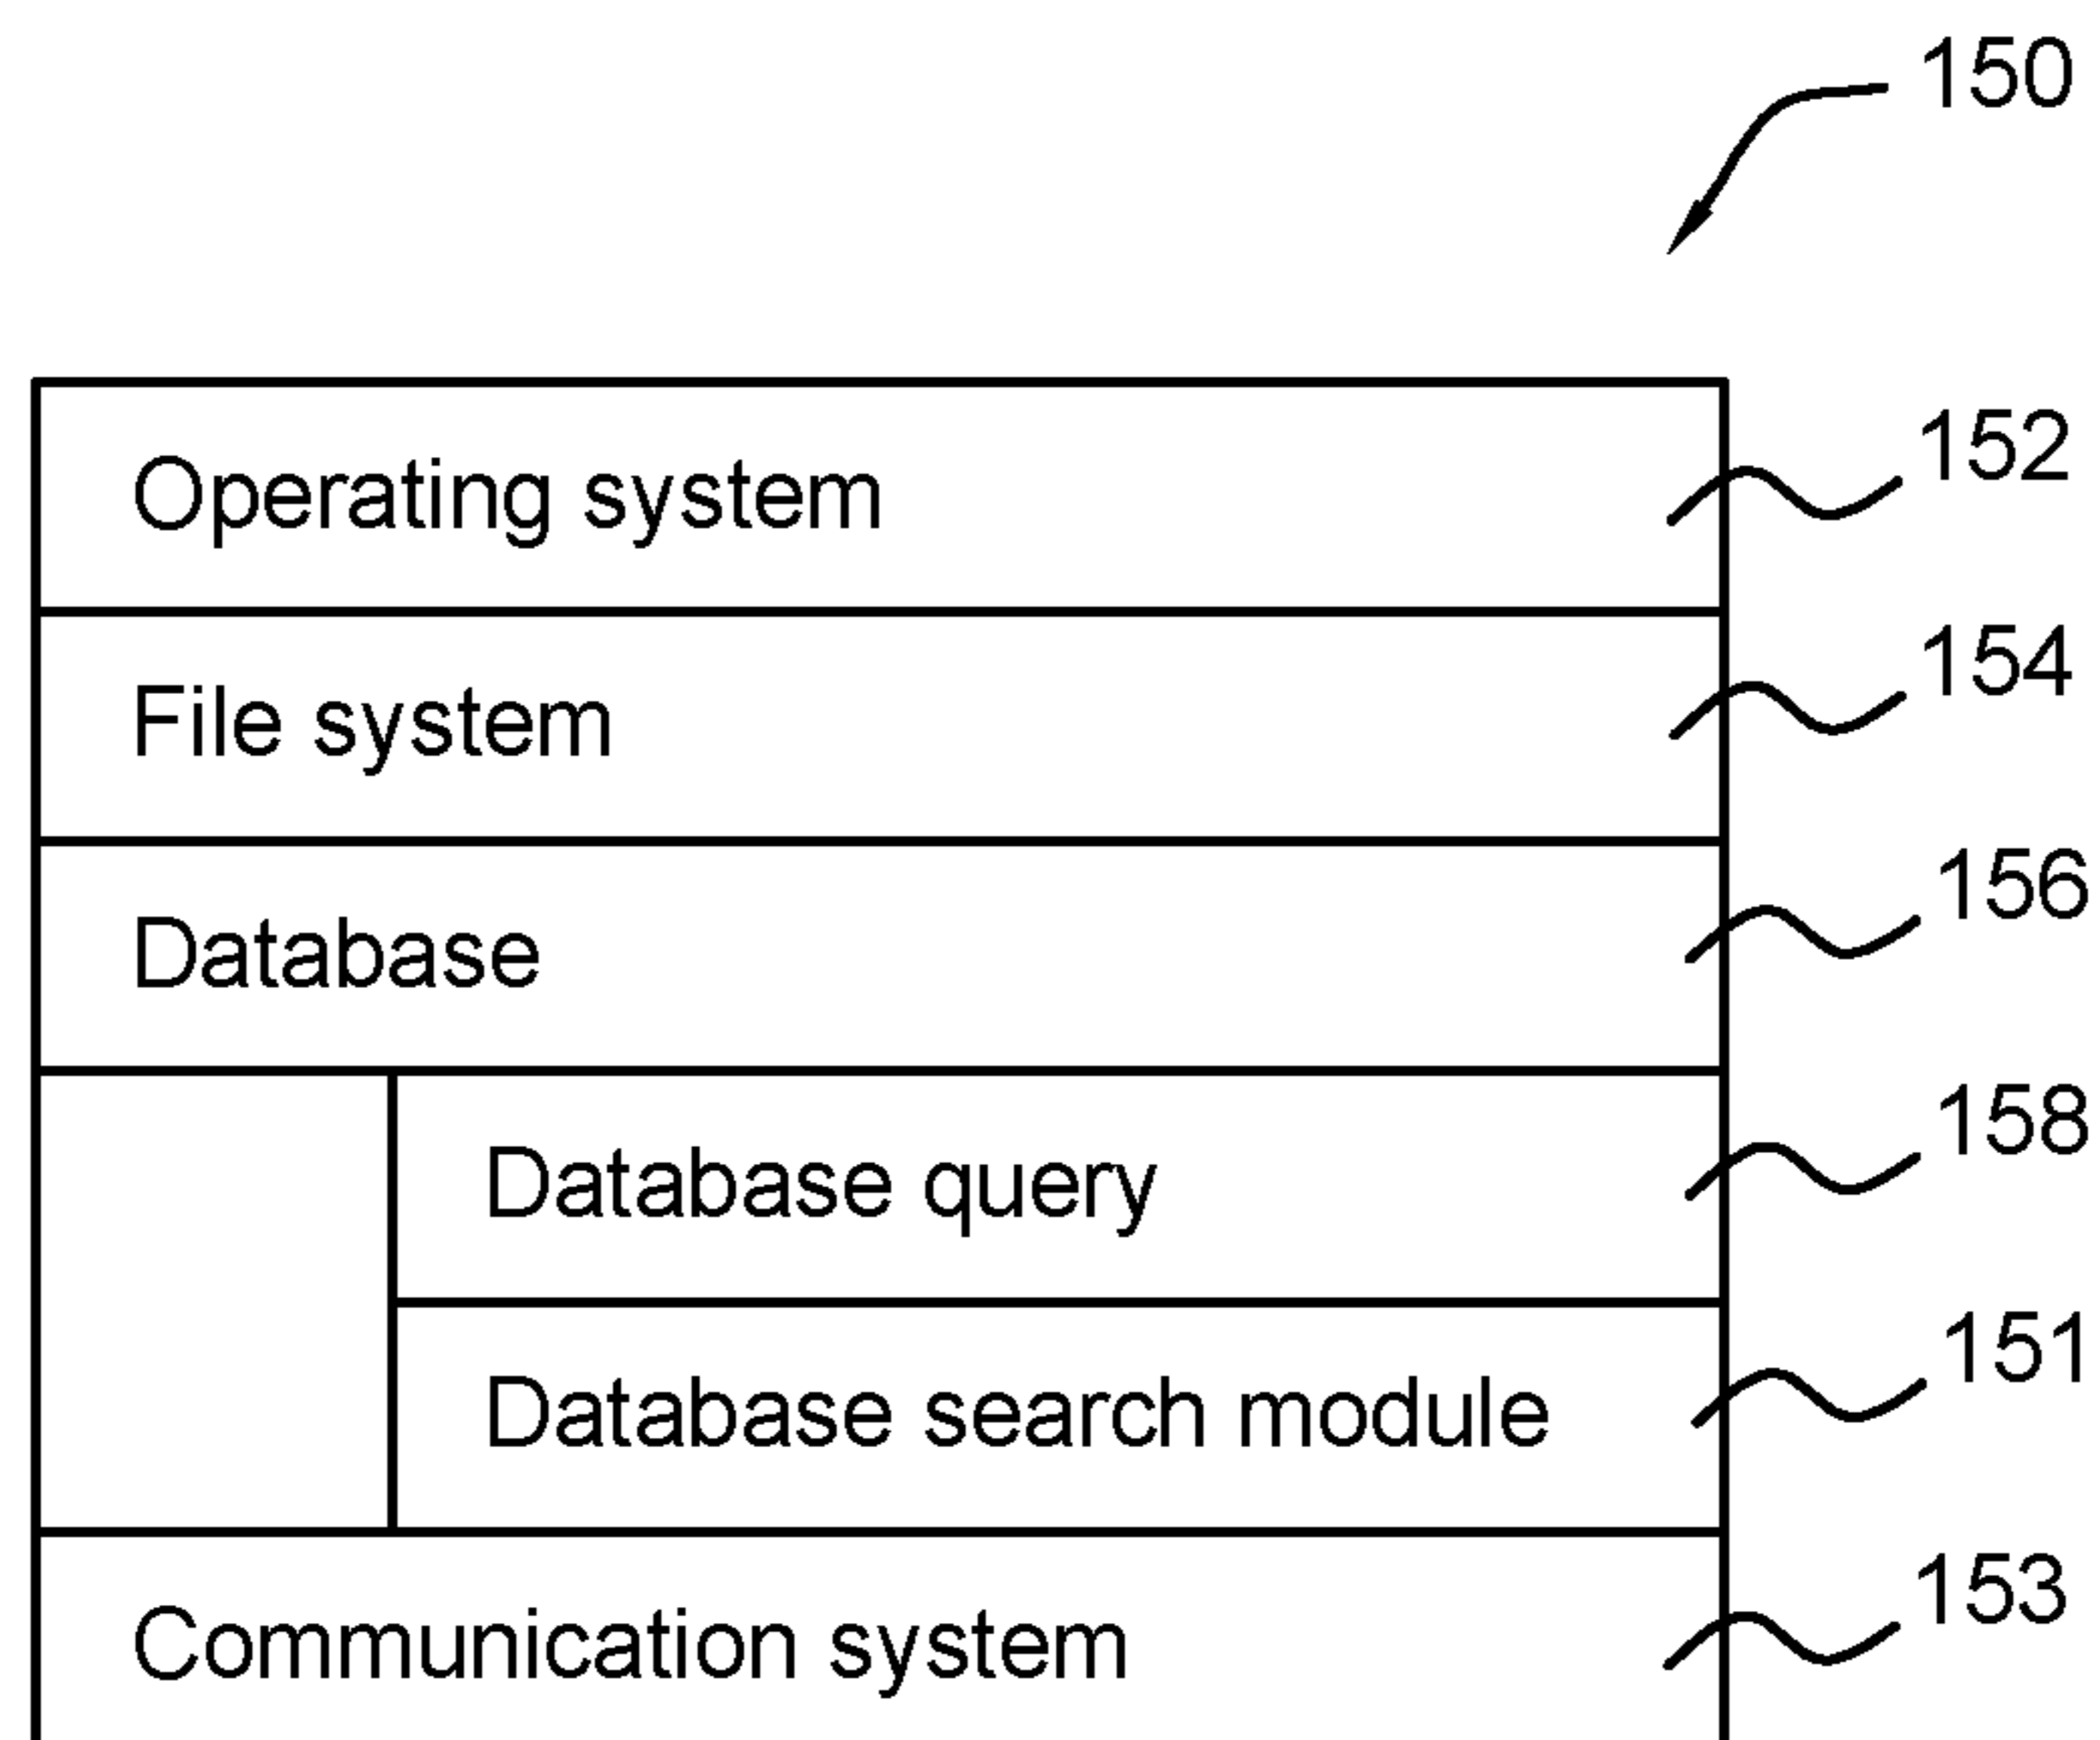 150
Operating system 152
File system 154
Database 156
Database query 158
Database search module 151
Communication system 153